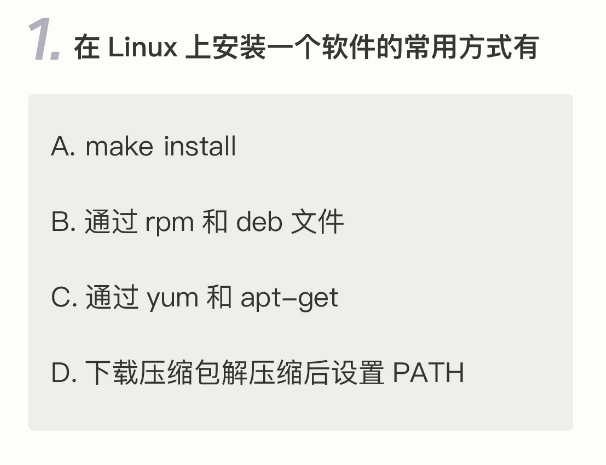 1. 在 Linux 上安装一个软件的常用方式有
A. make install
B. 通过 rpm 和 deb 文件
C. 通过 yum 和 apt-get
D. 下载压缩包解压缩后设置 PATH